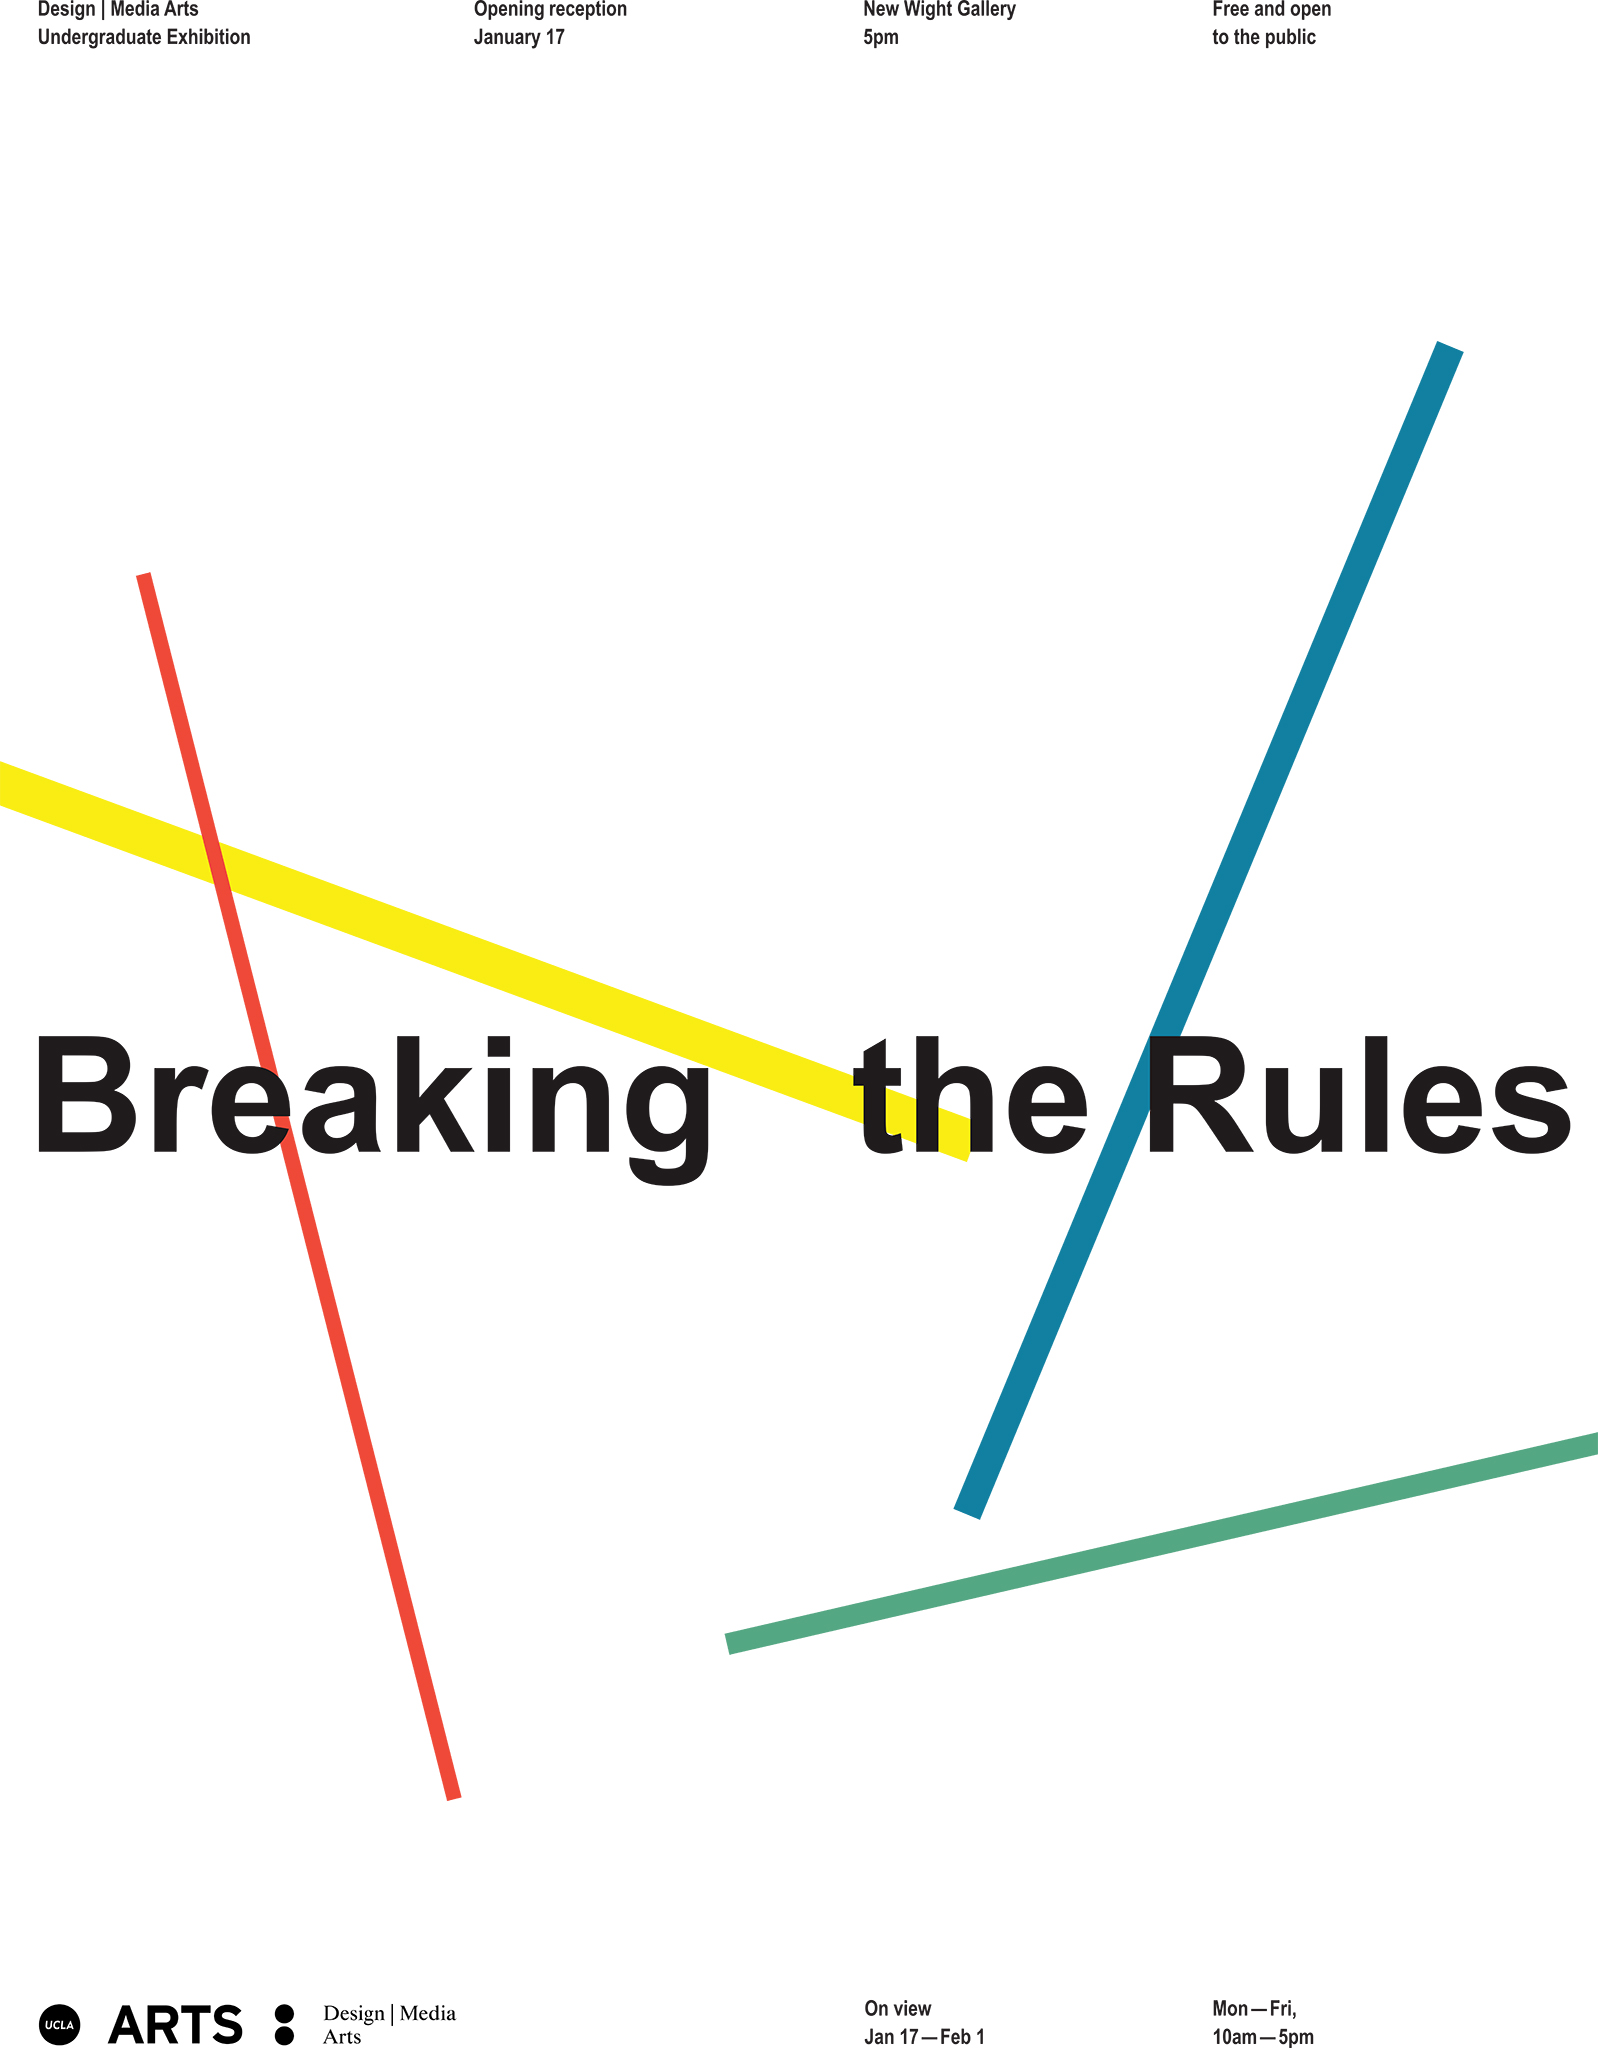 Design | Media Arts
Undergraduate Exhibition
Opening reception
January 17
New Wight Gallery
5pm
Free and open
to the public
Breaking the Rules
UCLA ARTS
Design | Media
Arts
On view
Jan 17—Feb 1
Mon—Fri,
10am—5pm